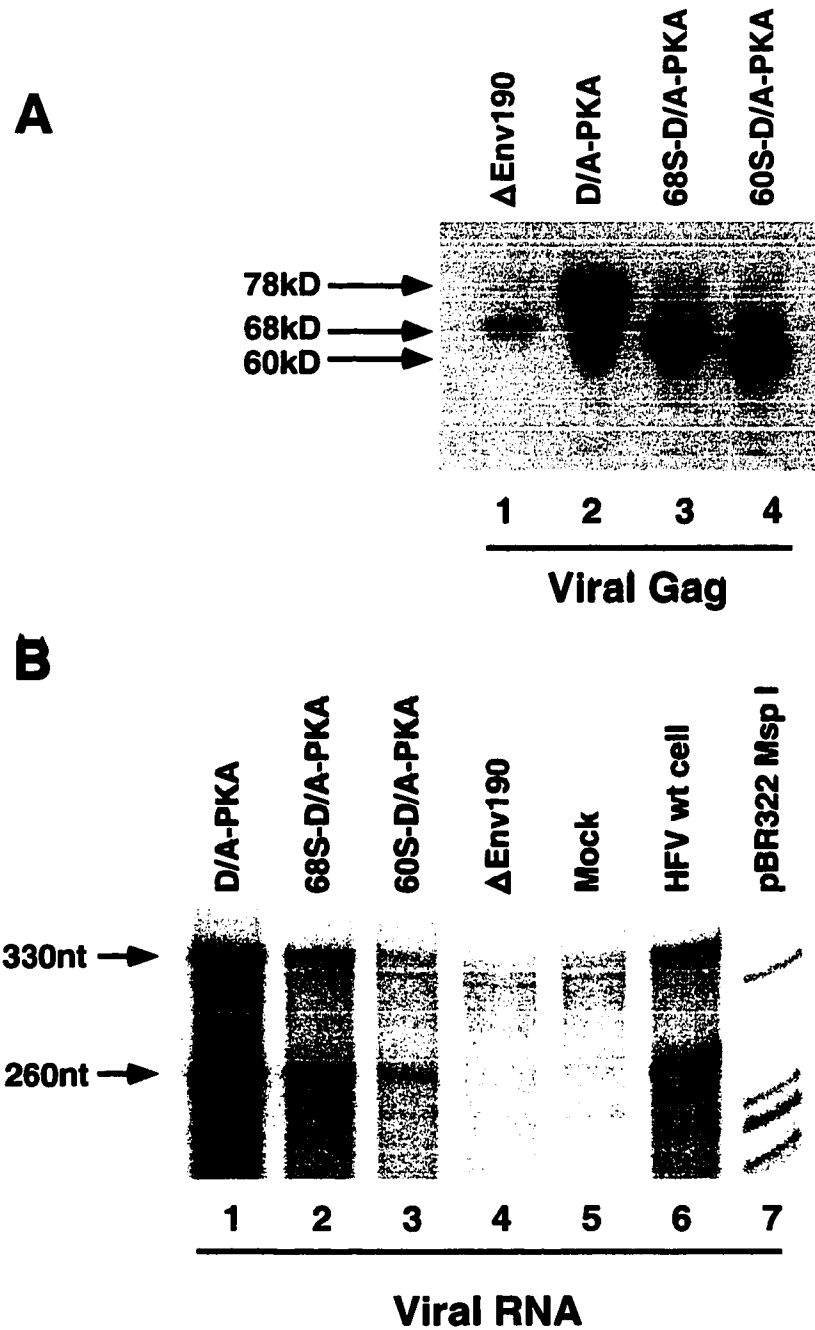 A
ΔEnv190
D/A-PKA
68S-D/A-PKA
60S-D/A-PKA
78kD
68kD
60kD
1 2 3 4
Viral Gag
B
D/A-PKA
68S-D/A-PKA
60S-D/A-PKA
ΔEnv190
Mock
HFV wt cell
pBR322 Msp I
330nt
260nt
1 2 3 4 5 6 7
Viral RNA